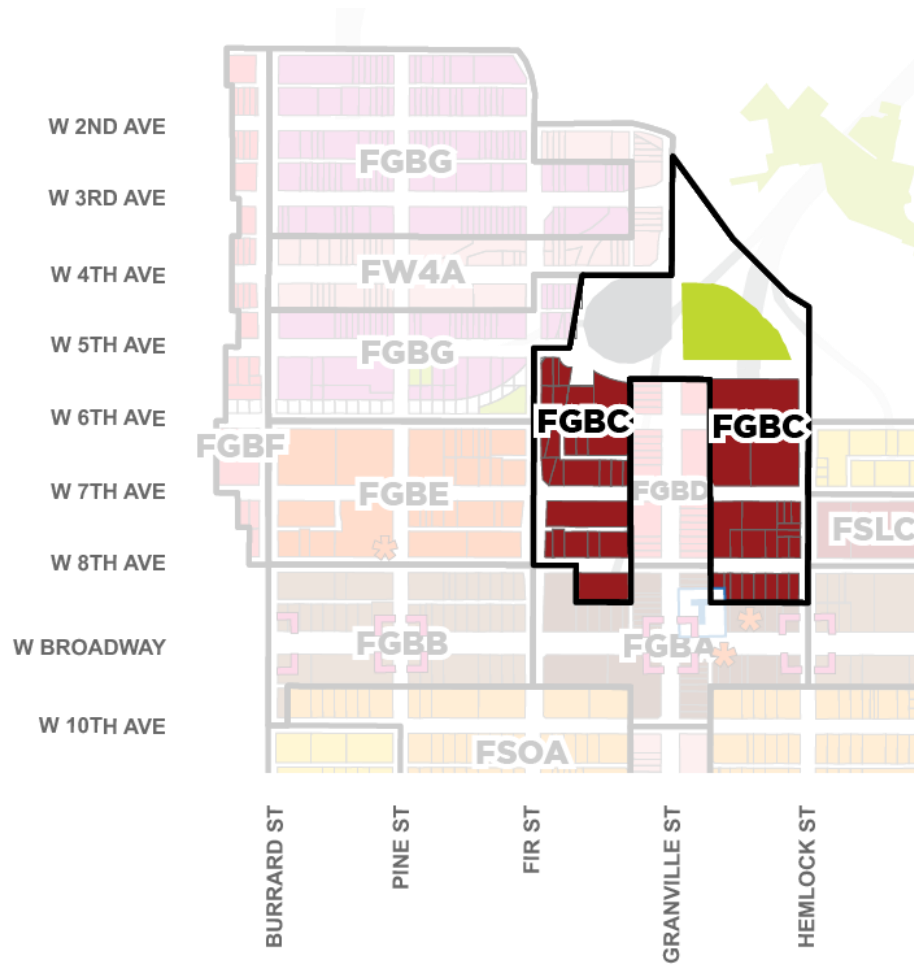 W 2ND AVE
FGBG
W 3RD AVE
W 4TH AVE
FW4A
W 5TH AVE
FGBG
W 6TH AVE
FGBC
FGBC
FGBF
W 7TH AVE
FGBE
FGBD
FSLC
W 8TH AVE
T
W BROADWAY
FGBB
FGBA
W 10TH AVE
FSOA
BURRARD ST
PINE ST
FIR ST
GRANVILLE ST
HEMLOCK ST